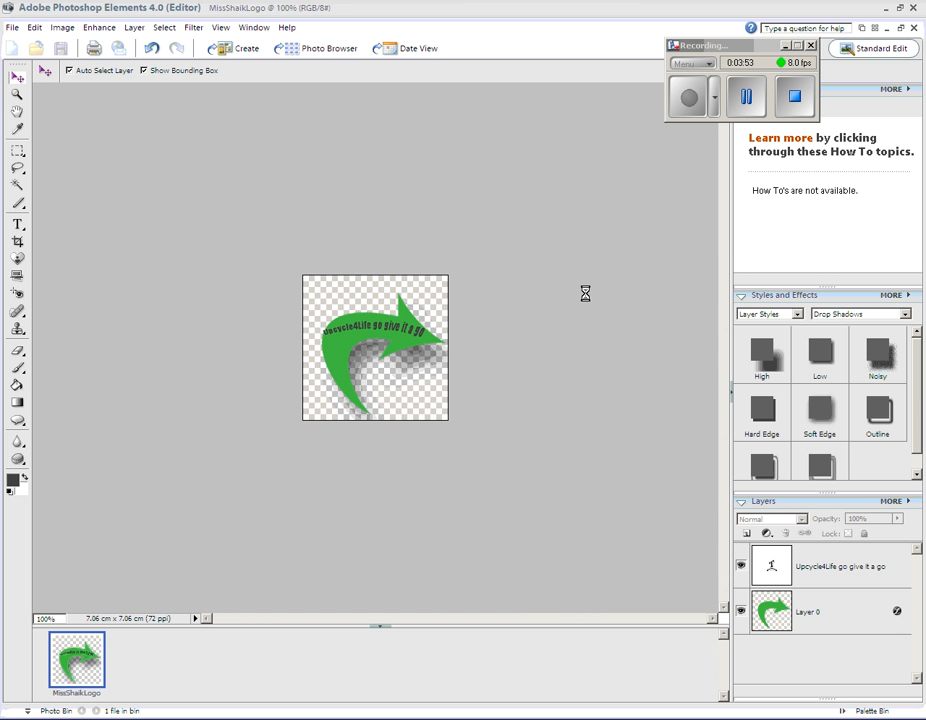 Adobe Photoshop Elements 4.0 (Editor) MissShaikLogo @ 100% (RGB/8#)
File Edit Image Enhance Layer Select Filter View Window Help Type a question for help
Create Photo Browser Date View Standard Edit
Auto Select Layer Show Bounding Box
Recording...
Menu 0:03:53 8.0 fps
MORE
Learn more by clicking
through these How To topics.
How To's are not available.
Upcycle4Life go give it a go
Styles and Effects MORE
Layer Styles Drop Shadows
High Low Noisy
Hard Edge Soft Edge Outline
Layers MORE
Normal Opacity: 100%
Lock:
Upcycle4Life go give it a go
Layer 0
100% 7.06 cm x 7.06 cm (72 ppi)
MissShaikLogo
Photo Bin 1 file in bin Palette Bin